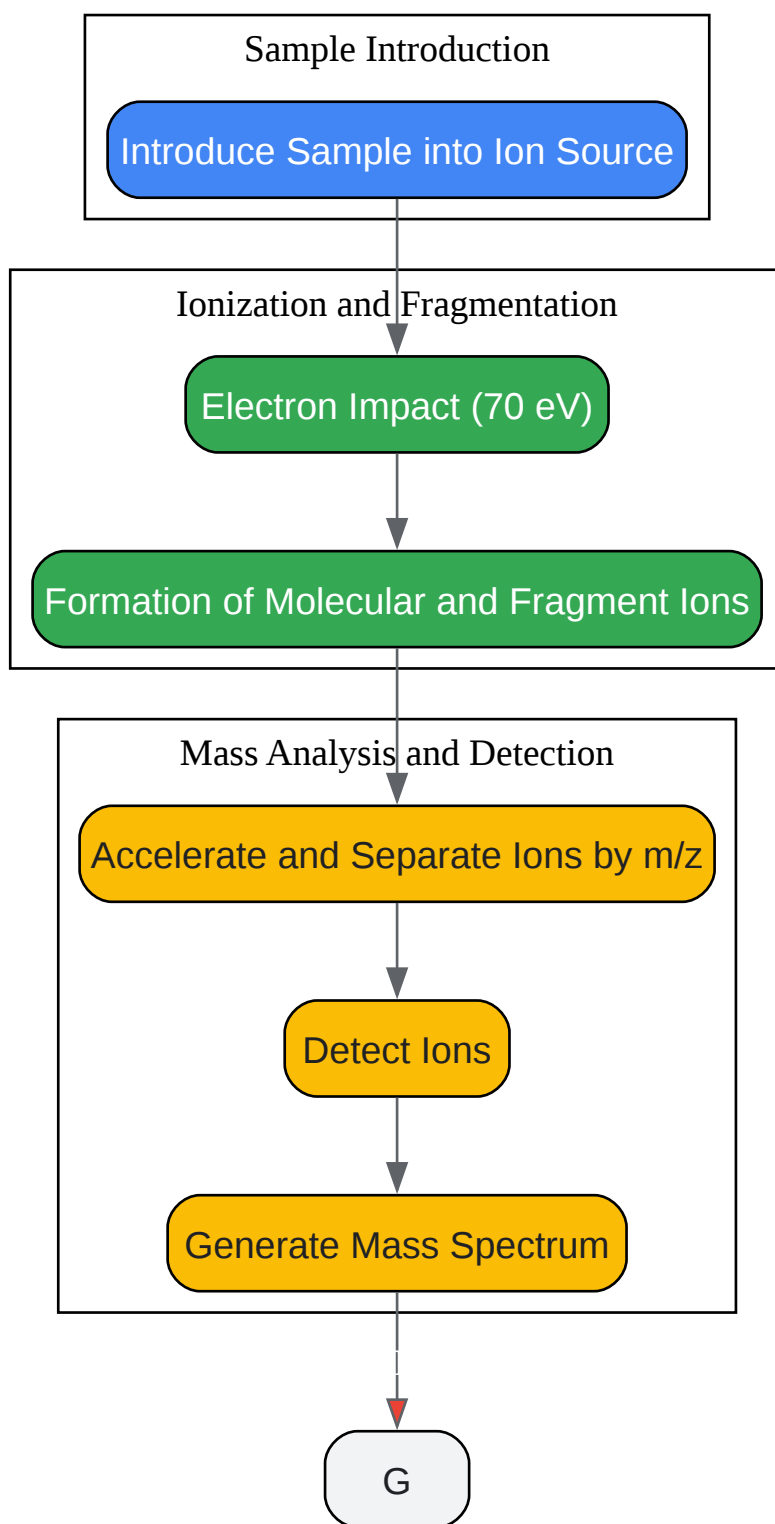 Sample Introduction
Introduce Sample into Ion Source
Ionization and Fragmentation
Electron Impact (70 eV)
Formation of Molecular and Fragment Ions
Mass Analysis and Detection
Accelerate and Separate Ions by m/z
Detect Ions
Generate Mass Spectrum
G